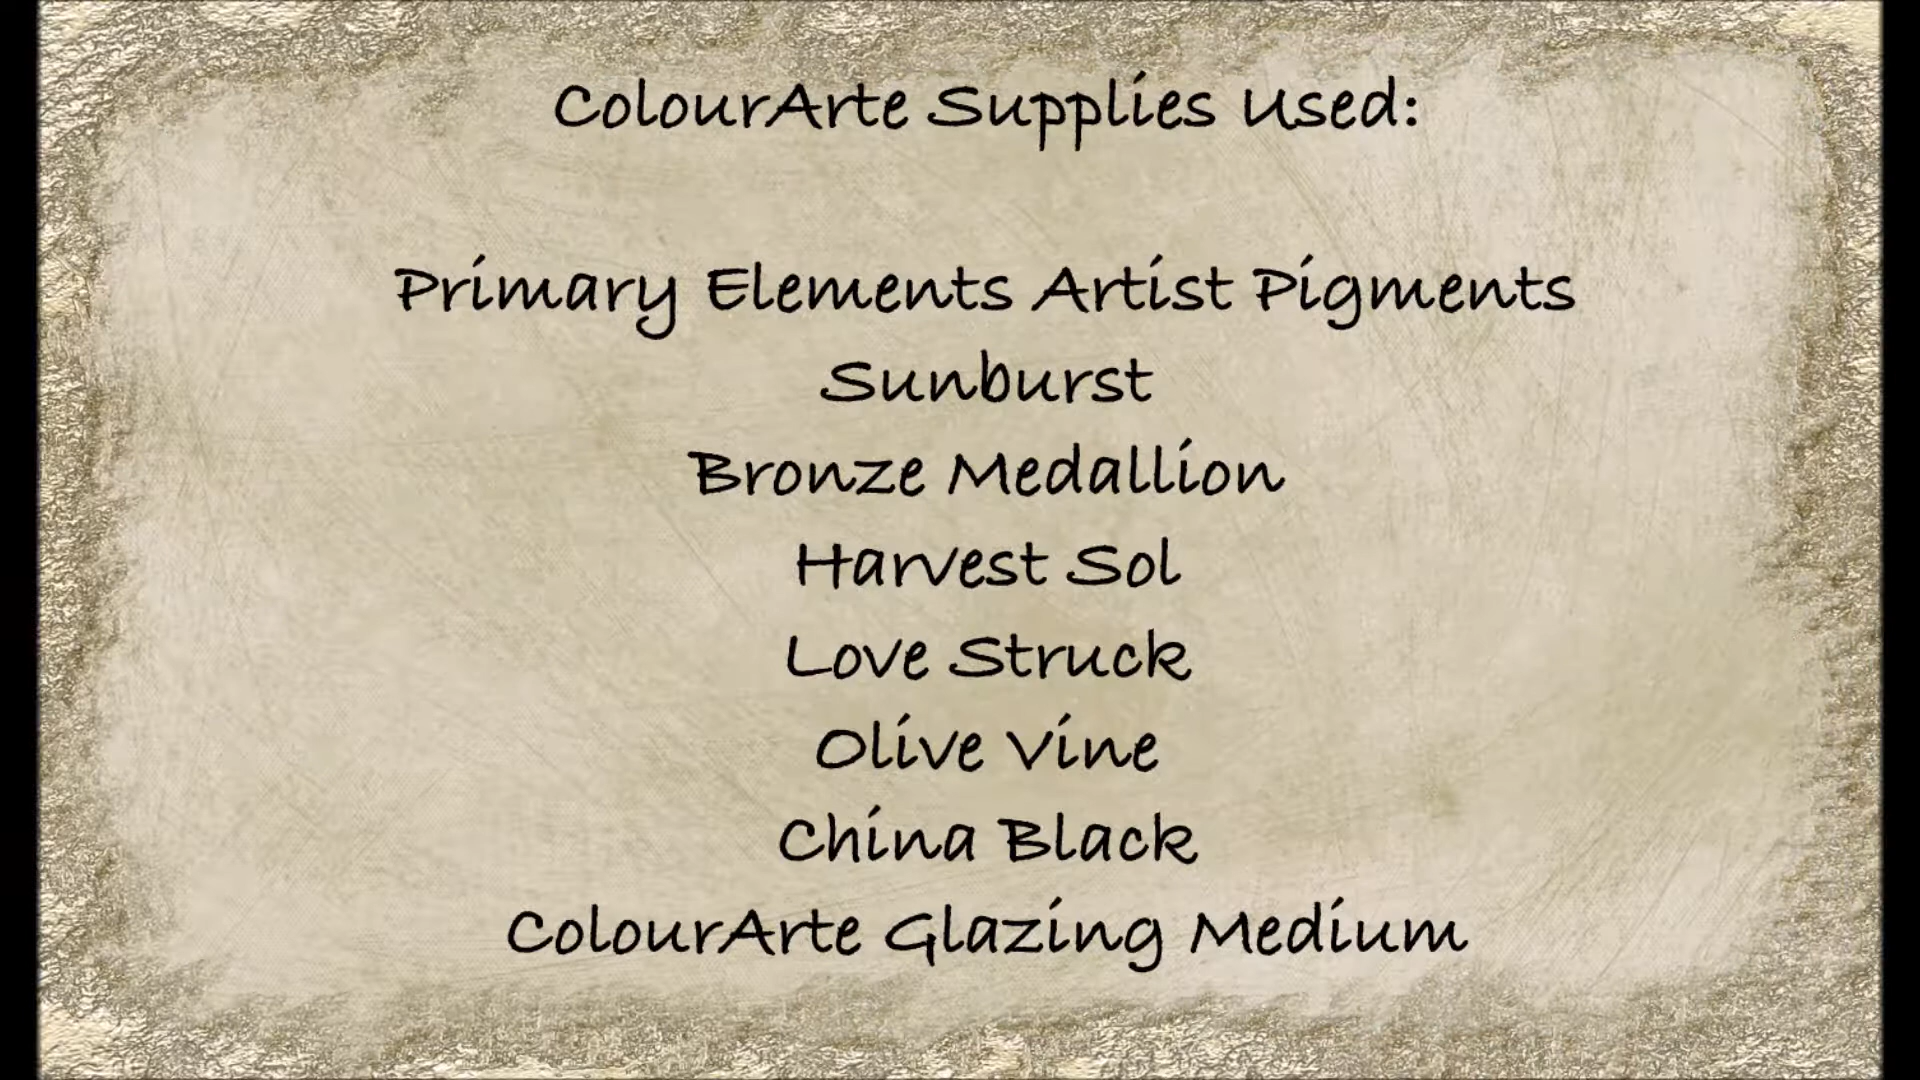 ColourArte Supplies Used:
Primary Elements Artist Pigments
Sunburst
Bronze Medallion
Harvest Sol
Love Struck
Olive Vine
China Black
ColourArte Glazing Medium